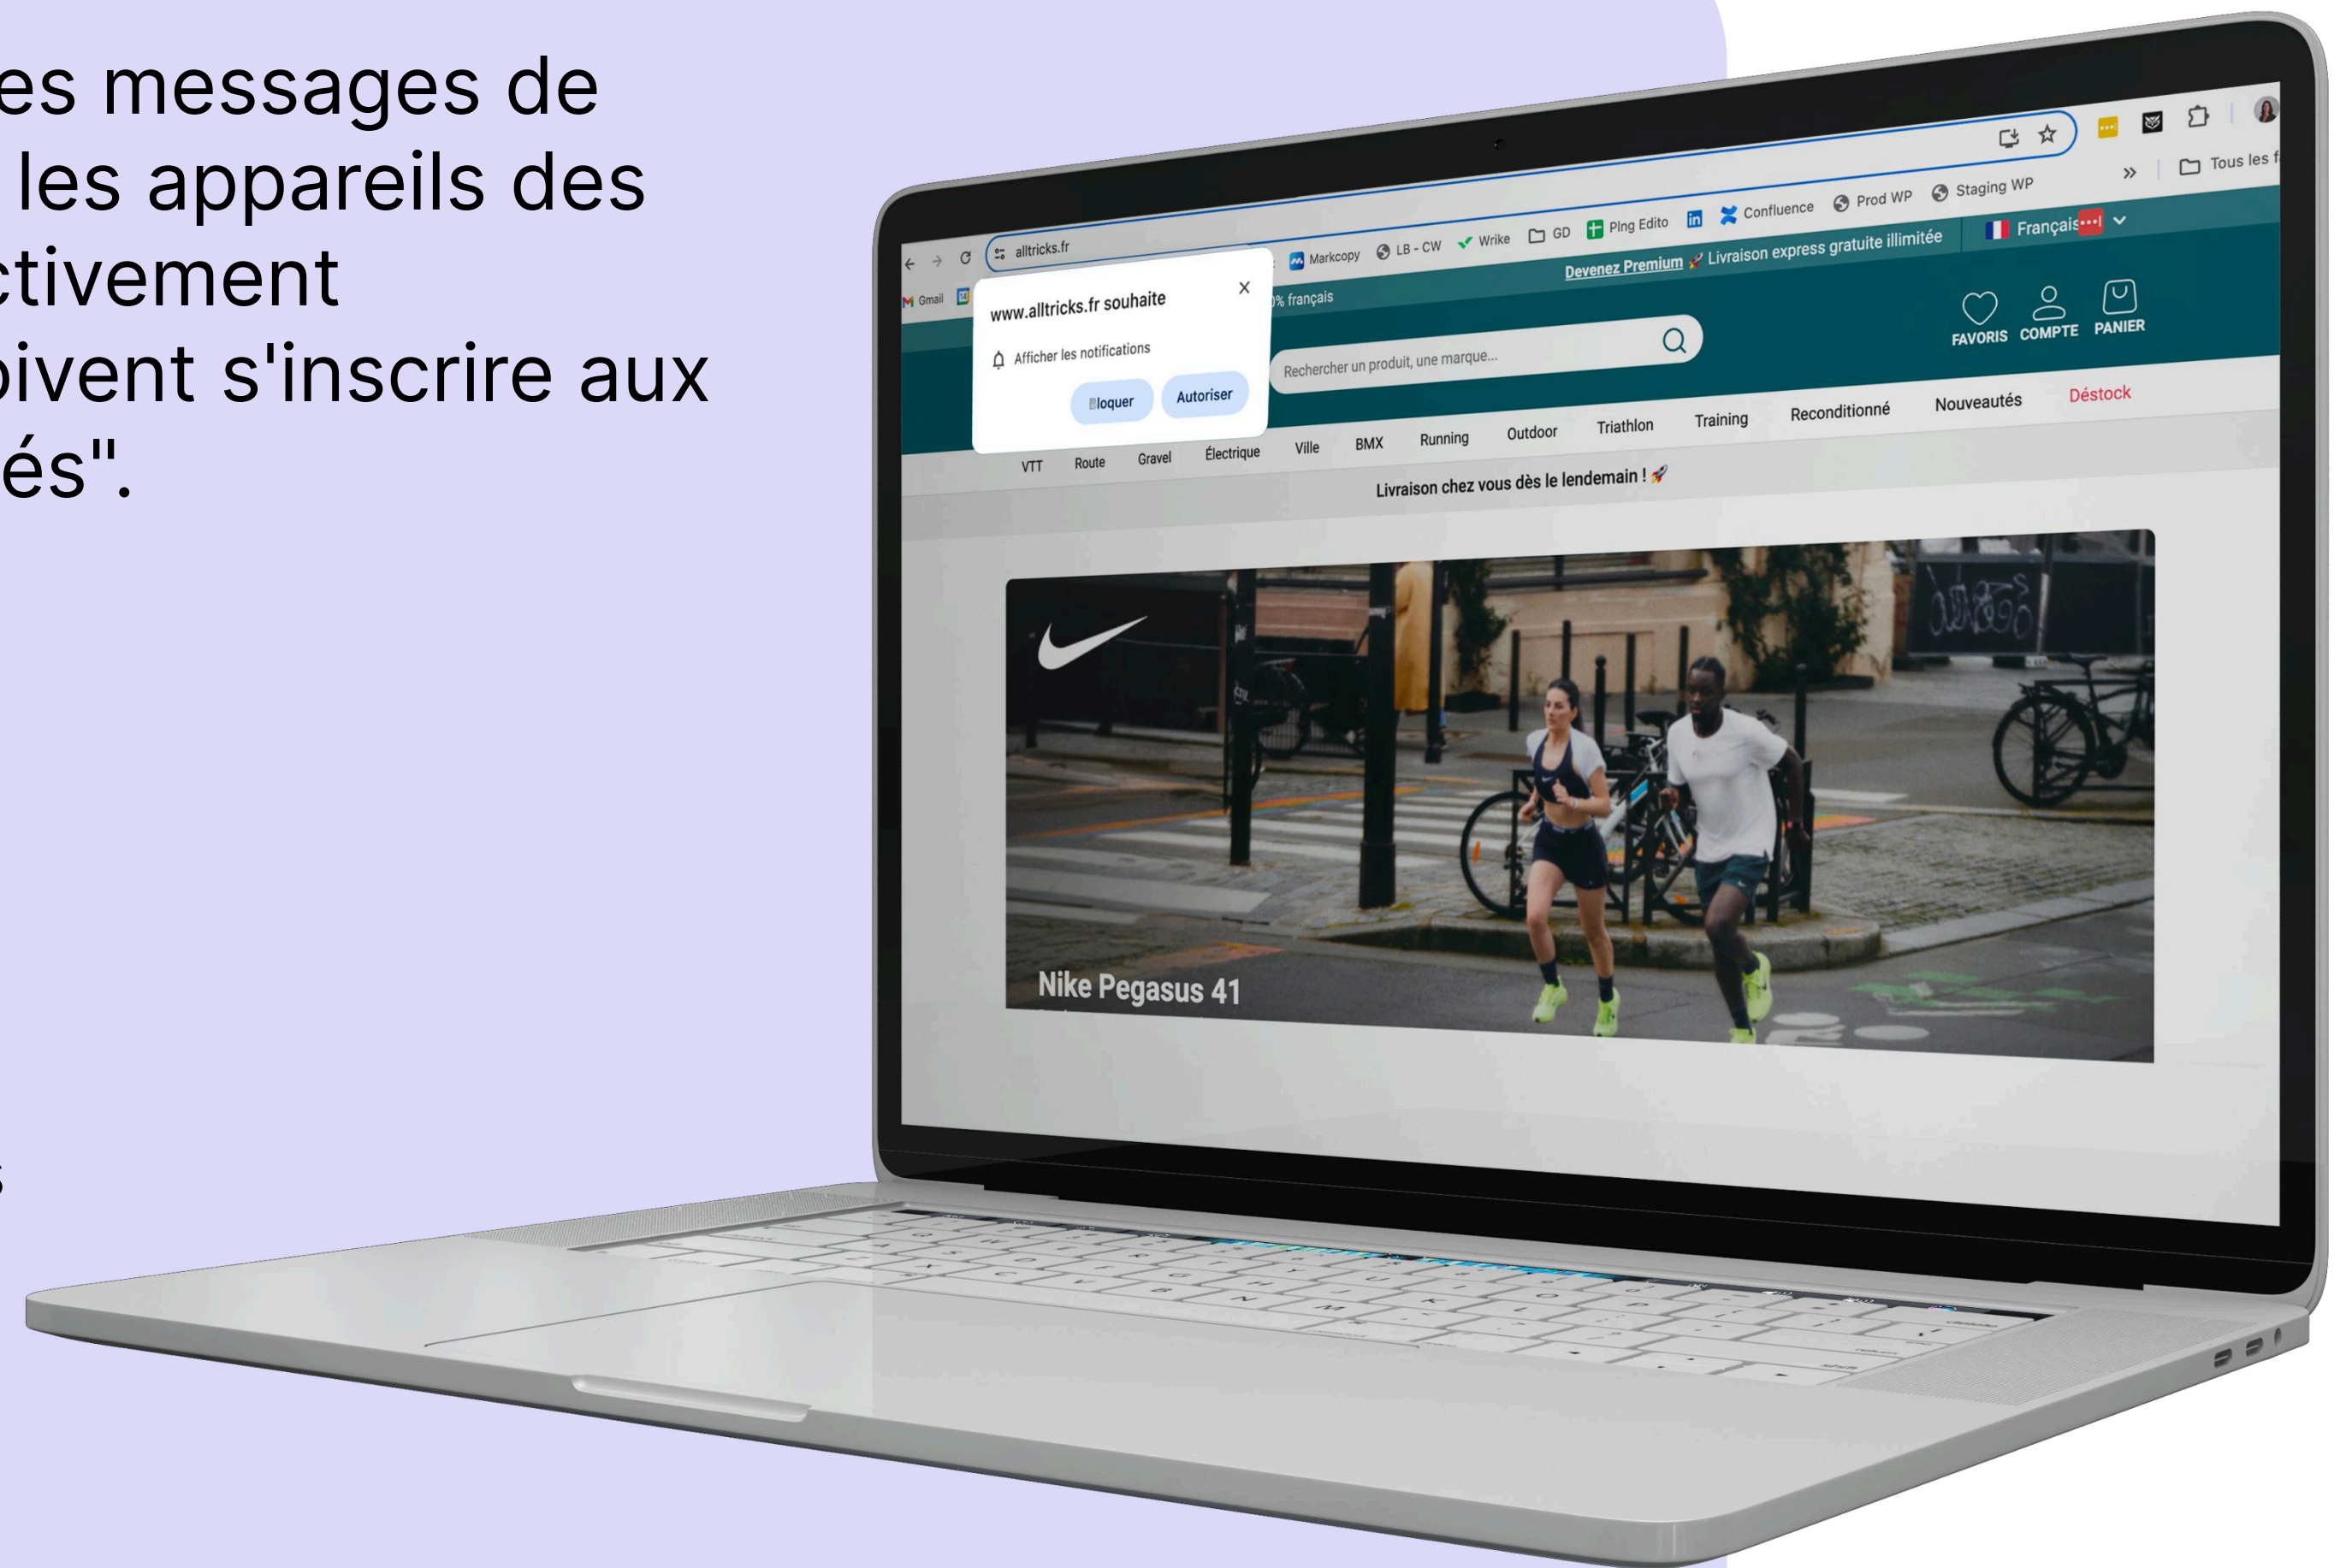 es messages de
les appareils des
ctivement
oivent s'inscrire aux
és".
s
alltricks.fr
Gmail
Markcopy LB - CW Wrike GD Plng Edito Confluence Prod WP Staging WP » Tous les f
0% français
Devenez Premium 🚀 Livraison express gratuite illimitée
Français
www.alltricks.fr souhaite
Afficher les notifications
Bloquer Autoriser
Rechercher un produit, une marque...
FAVORIS COMPTE PANIER
VTT Route Gravel Électrique Ville BMX Running Outdoor Triathlon Training Reconditionné Nouveautés Déstock
Livraison chez vous dès le lendemain ! 🚀
Nike Pegasus 41